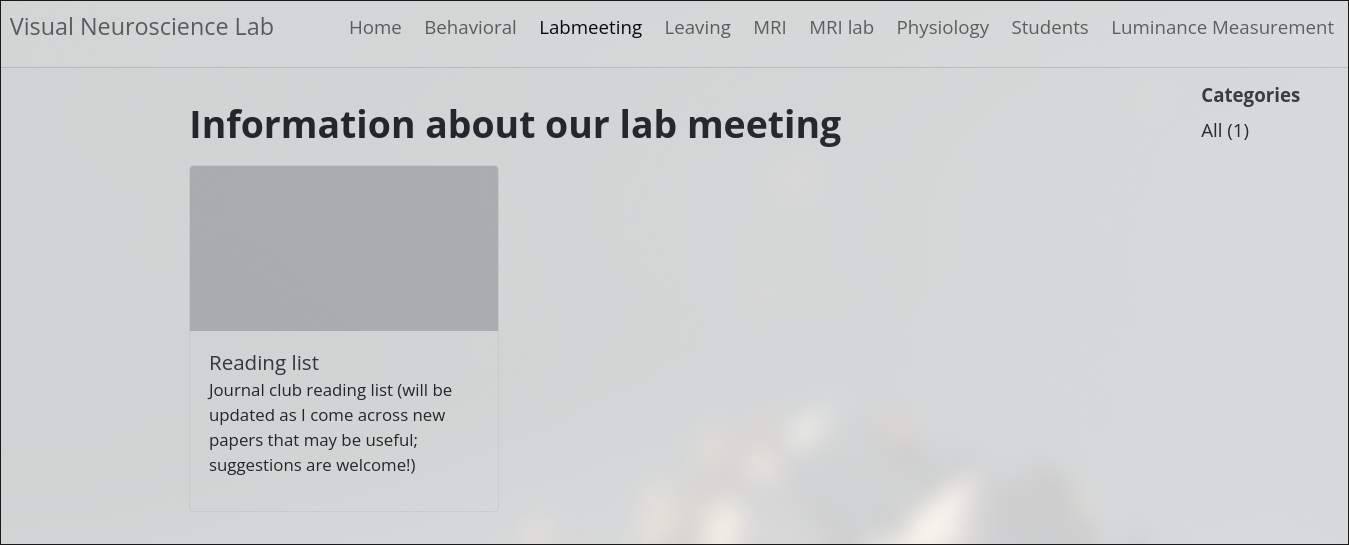 Visual Neuroscience Lab
Home Behavioral Labmeeting Leaving MRI MRI lab Physiology Students Luminance Measurement
Categories
All (1)
Information about our lab meeting
Reading list
Journal club reading list (will be
updated as I come across new
papers that may be useful;
suggestions are welcome!)